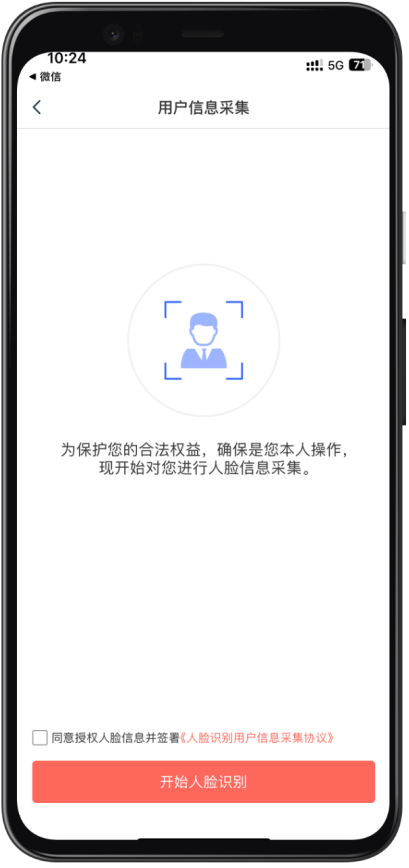 10:24
5G 71
◀ 微信
用户信息采集
为保护您的合法权益，确保是您本人操作，
现开始对您进行人脸信息采集。
同意授权人脸信息并签署《人脸识别用户信息采集协议》
开始人脸识别